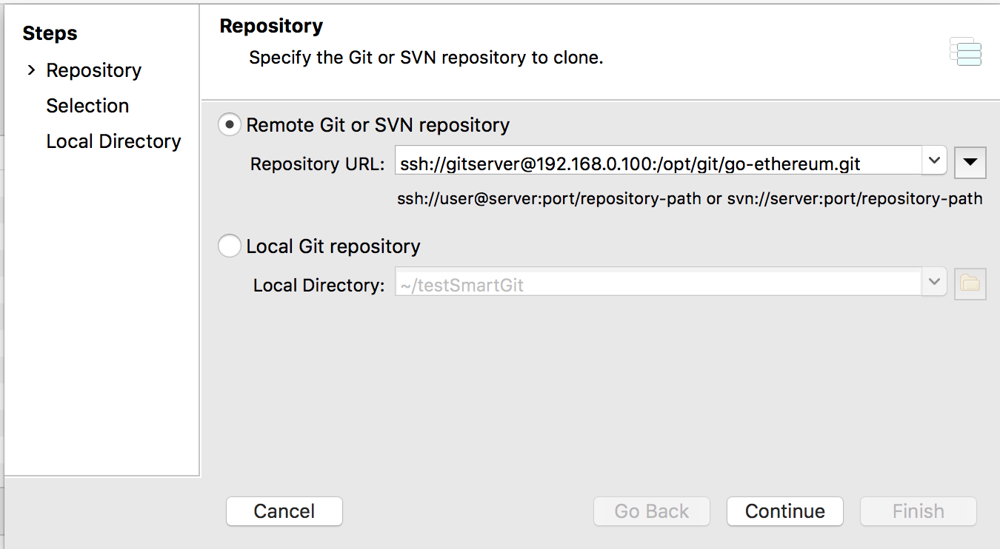 Steps
Repository
Selection
Local Directory
Repository
Specify the Git or SVN repository to clone.
Remote Git or SVN repository
Repository URL: ssh://gitserver@192.168.0.100:/opt/git/go-ethereum.git
ssh://user@server:port/repository-path or svn://server:port/repository-path
Local Git repository
Local Directory: ~/testSmartGit
Cancel Go Back Continue Finish